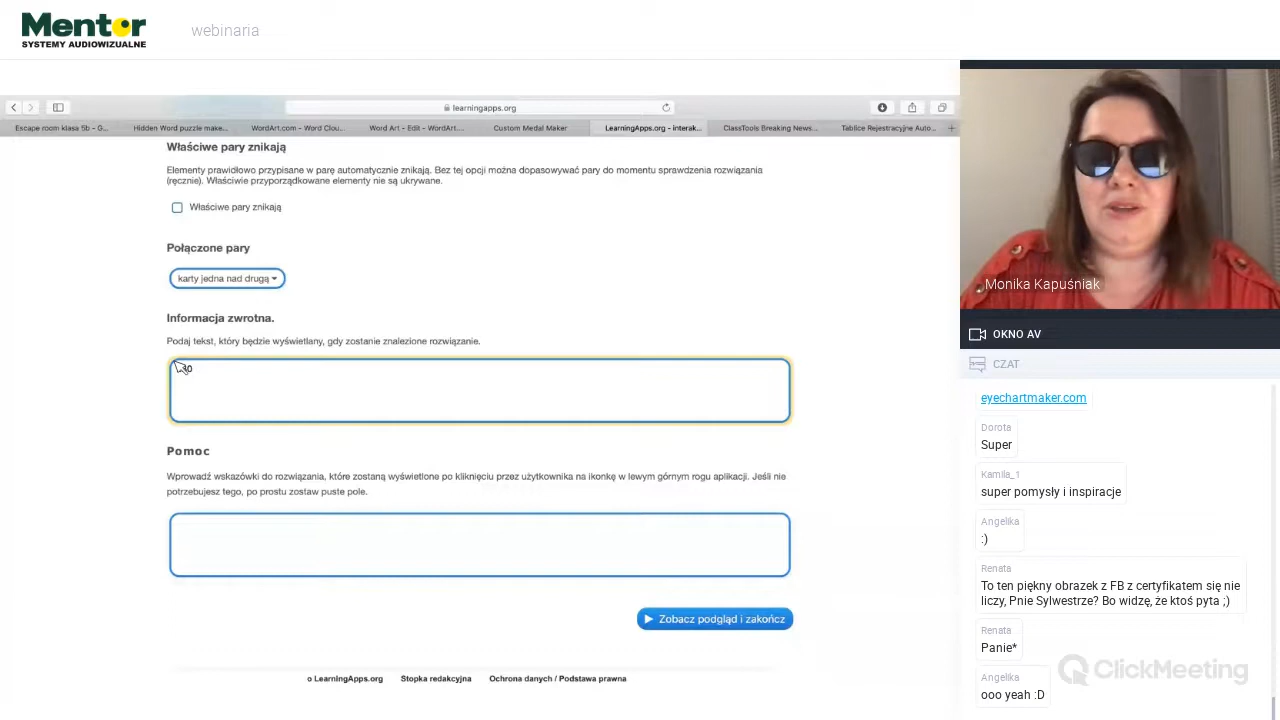 Mentor
SYSTEMY AUDIOWIZUALNE
webinaria
learningapps.org
Escape room klasa 5b - G...
Hidden Word puzzle make...
WordArt.com - Word Clou...
Word Art - Edit - WordArt....
Custom Medal Maker
LearningApps.org - interak...
ClassTools Breaking News...
Tablice Rejestracyjne Auto...
Właściwe pary znikają
Elementy prawidłowo przypisane w parę automatycznie znikają. Bez tej opcji można dopasowywać pary do momentu sprawdzenia rozwiązania
(ręcznie). Właściwie przyporządkowane elementy nie są ukrywane.
Właściwe pary znikają
Połączone pary
karty jedna nad drugą
Informacja zwrotna.
Podaj tekst, który będzie wyświetlany, gdy zostanie znalezione rozwiązanie.
Pomoc
Wprowadź wskazówki do rozwiązania, które zostaną wyświetlone po kliknięciu przez użytkownika na ikonkę w lewym górnym rogu aplikacji. Jeśli nie
potrzebujesz tego, po prostu zostaw puste pole.
Zobacz podgląd i zakończ
o LearningApps.org
Stopka redakcyjna
Ochrona danych / Podstawa prawna
Monika Kapuśniak
OKNO AV
CZAT
eyechartmaker.com
Dorota
Super
Kamila_1
super pomysły i inspiracje
Angelika
:)
Renata
To ten piękny obrazek z FB z certyfikatem się nie
liczy, Pnie Sylwestrze? Bo widzę, że ktoś pyta ;)
Renata
Panie*
Angelika
ooo yeah :D
ClickMeeting